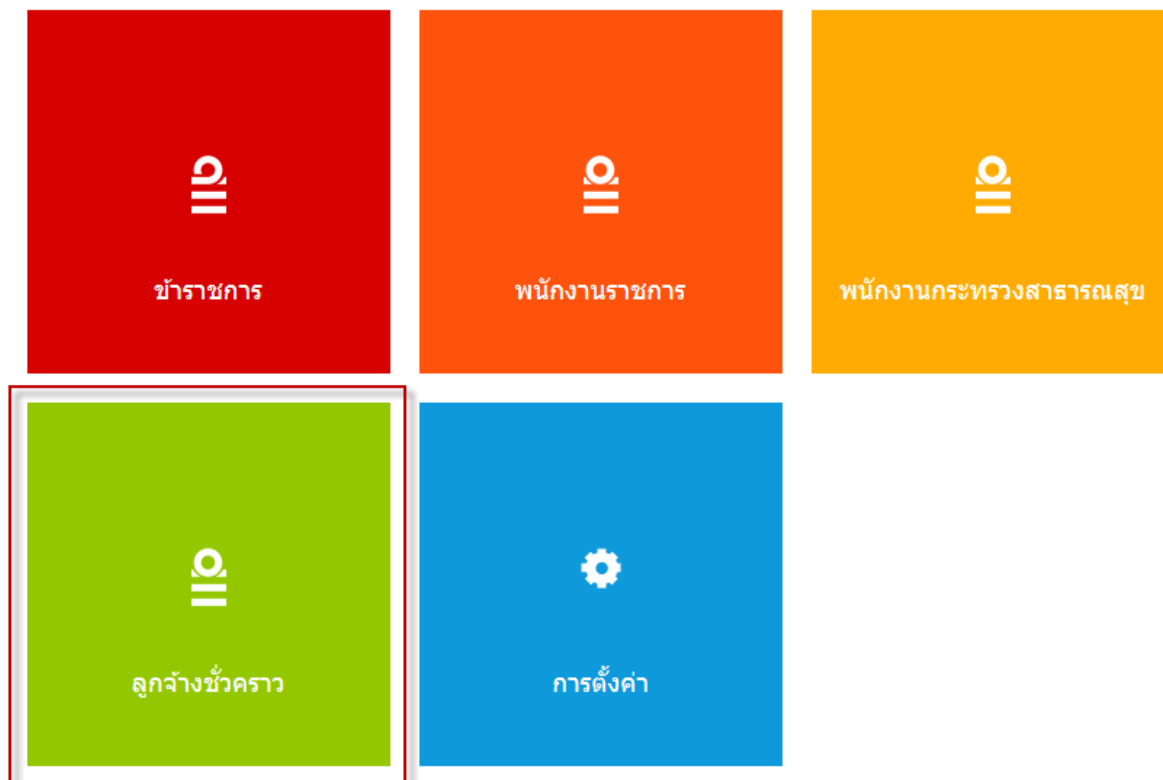 ข้าราชการ
พนักงานราชการ
พนักงานกระทรวงสาธารณสุข
ลูกจ้างชั่วคราว
การตั้งค่า